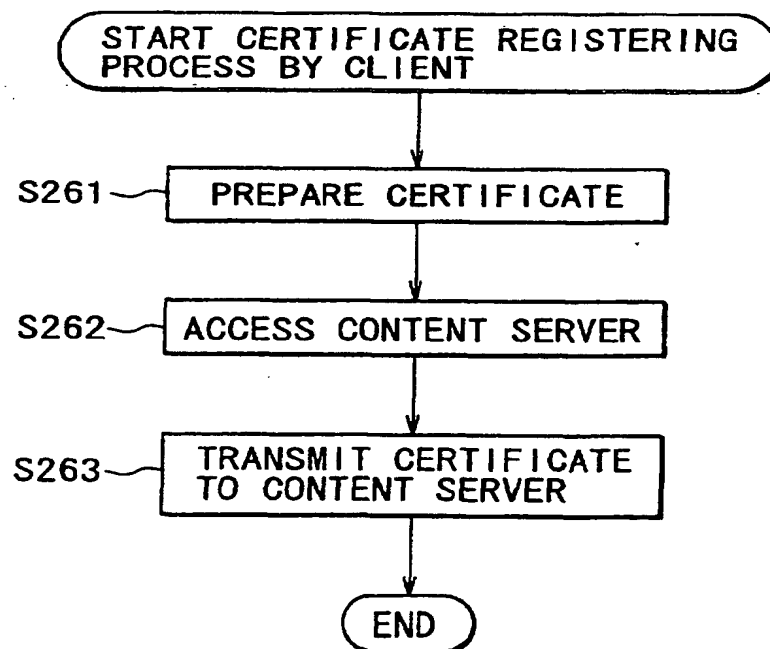 START CERTIFICATE REGISTERING
PROCESS BY CLIENT
S261
PREPARE CERTIFICATE
S262
ACCESS CONTENT SERVER
S263
TRANSMIT CERTIFICATE
TO CONTENT SERVER
END